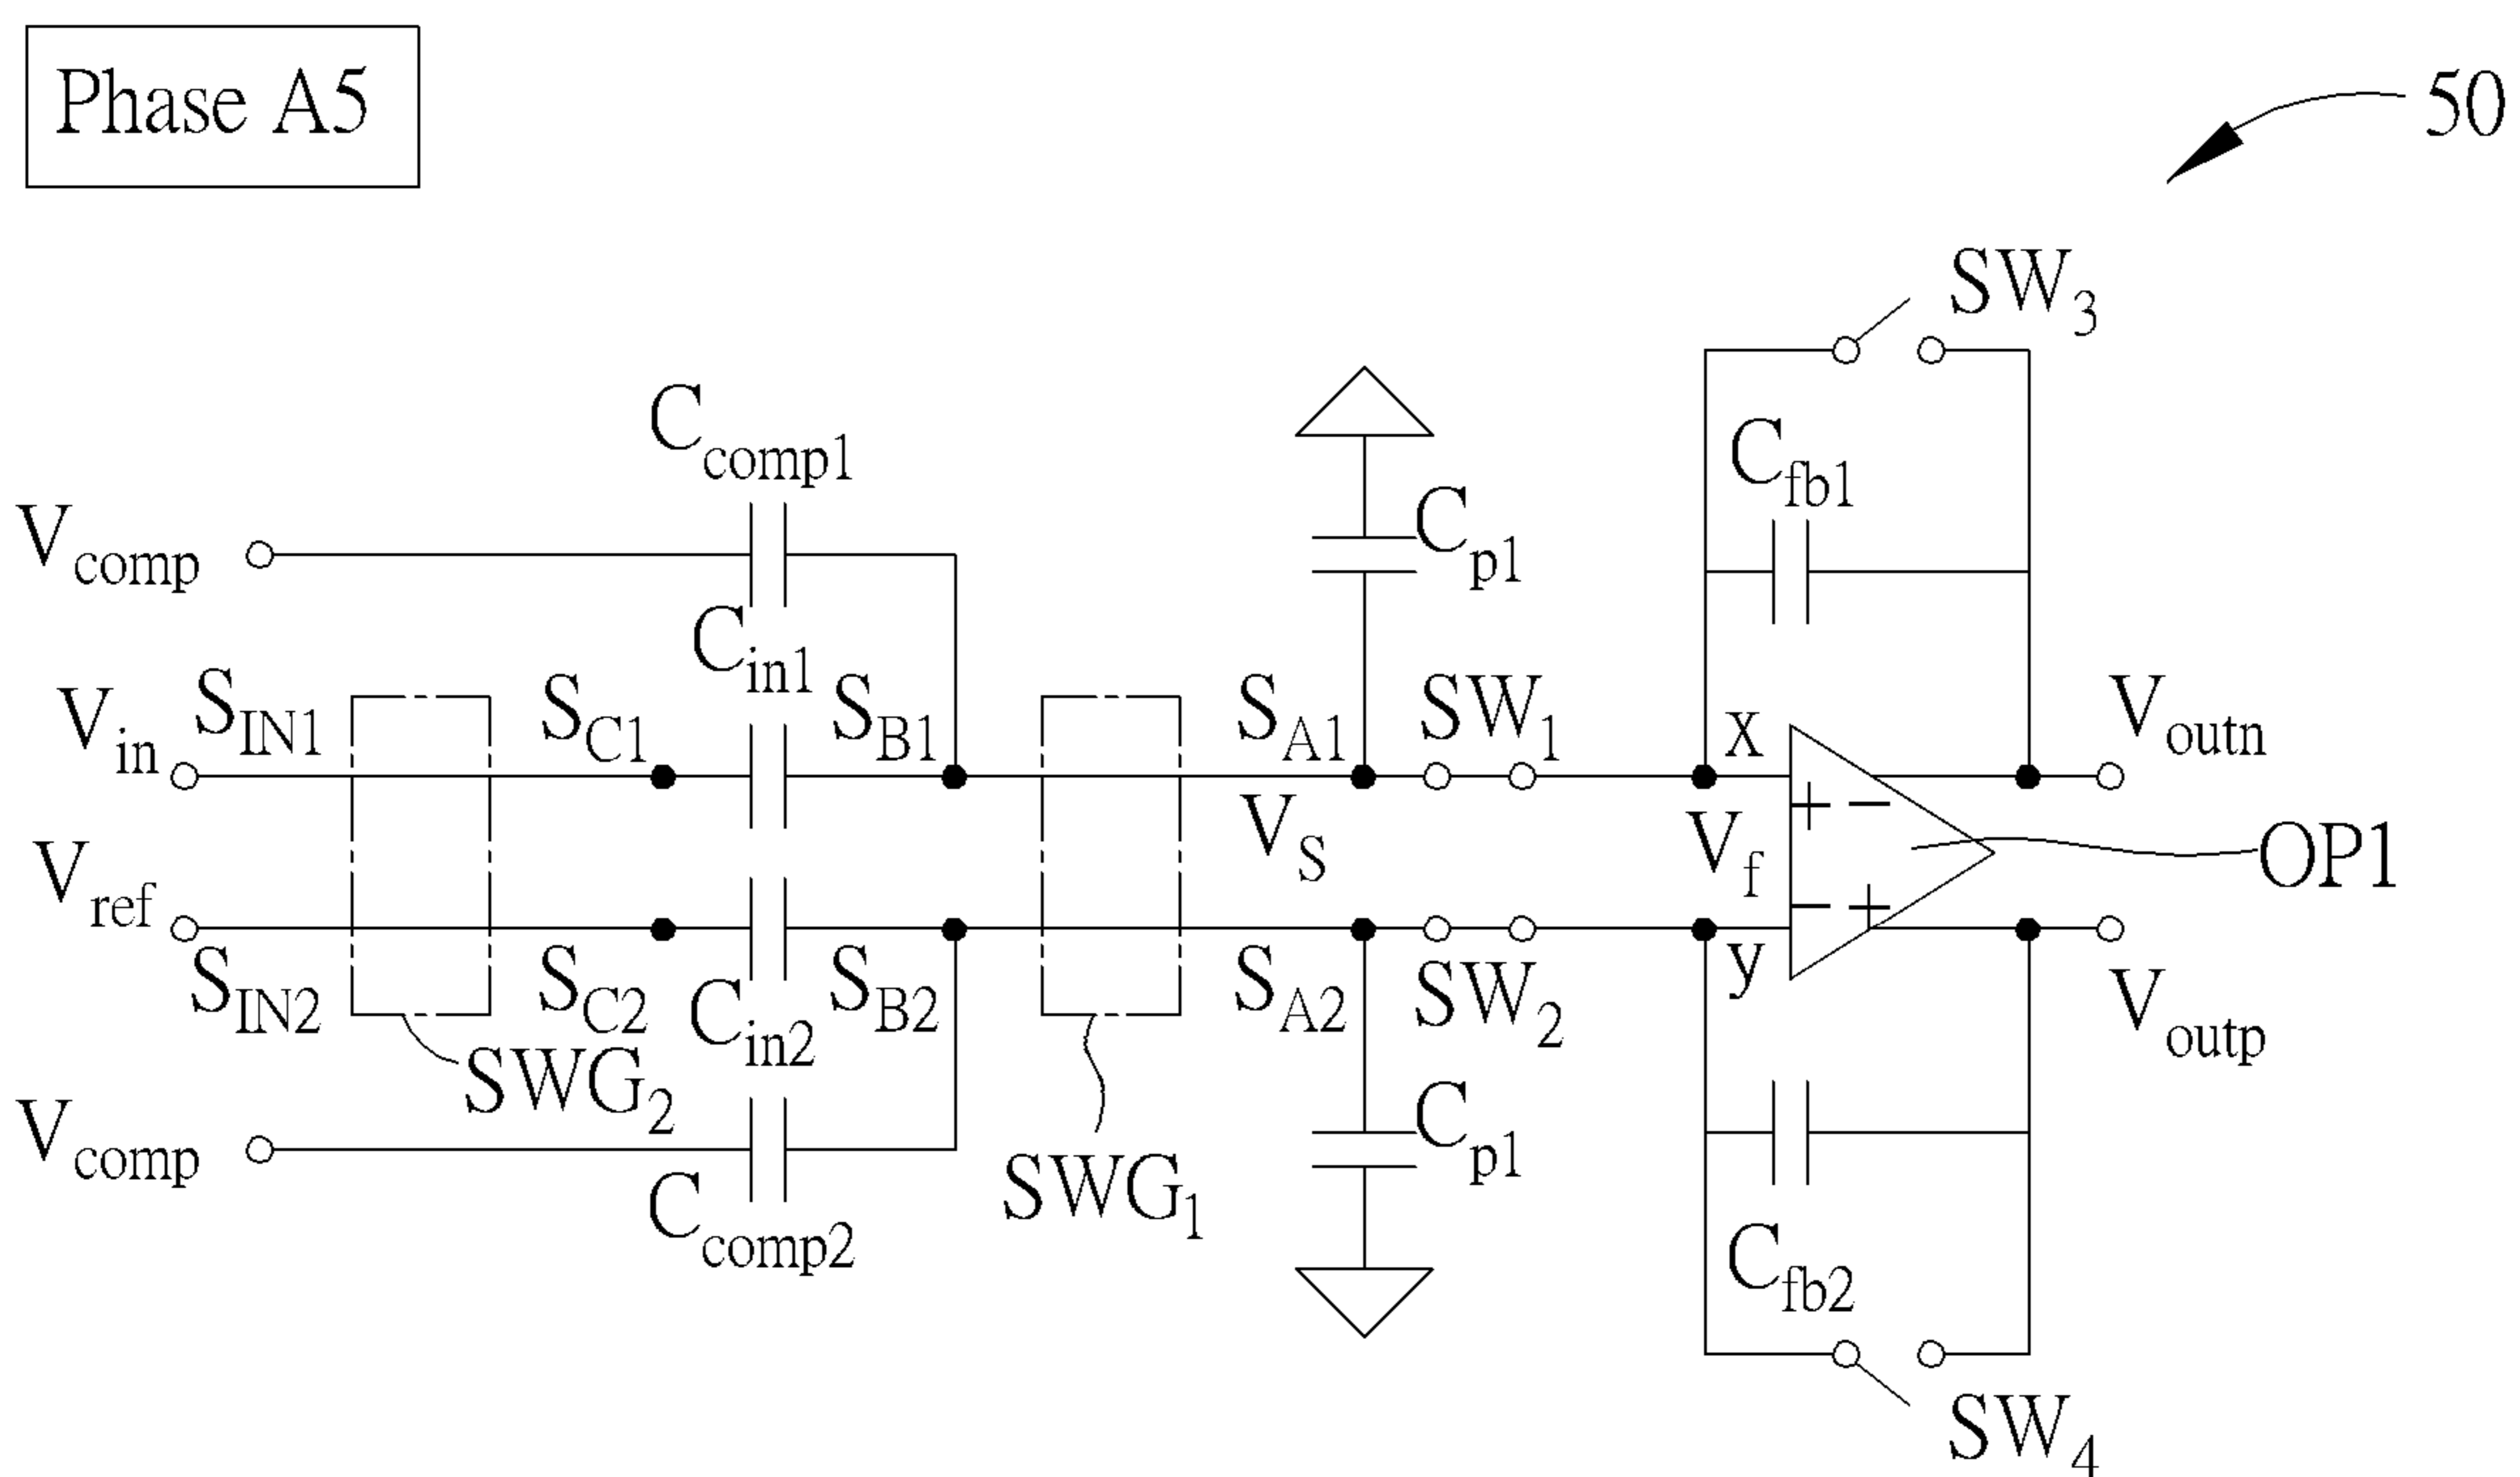 Phase A5
50
SW3
Ccomp1
Cfb1
Cp1
Vcomp
Cin1
Vin
SIN1
SC1
SB1
SA1
SW1
x
Voutn
+ −
VS
Vf
OP1
Vref
− +
SIN2
SC2
Cin2
SB2
SA2
SW2
y
Voutp
SWG2
Vcomp
Cp1
SWG1
Ccomp2
Cfb2
SW4